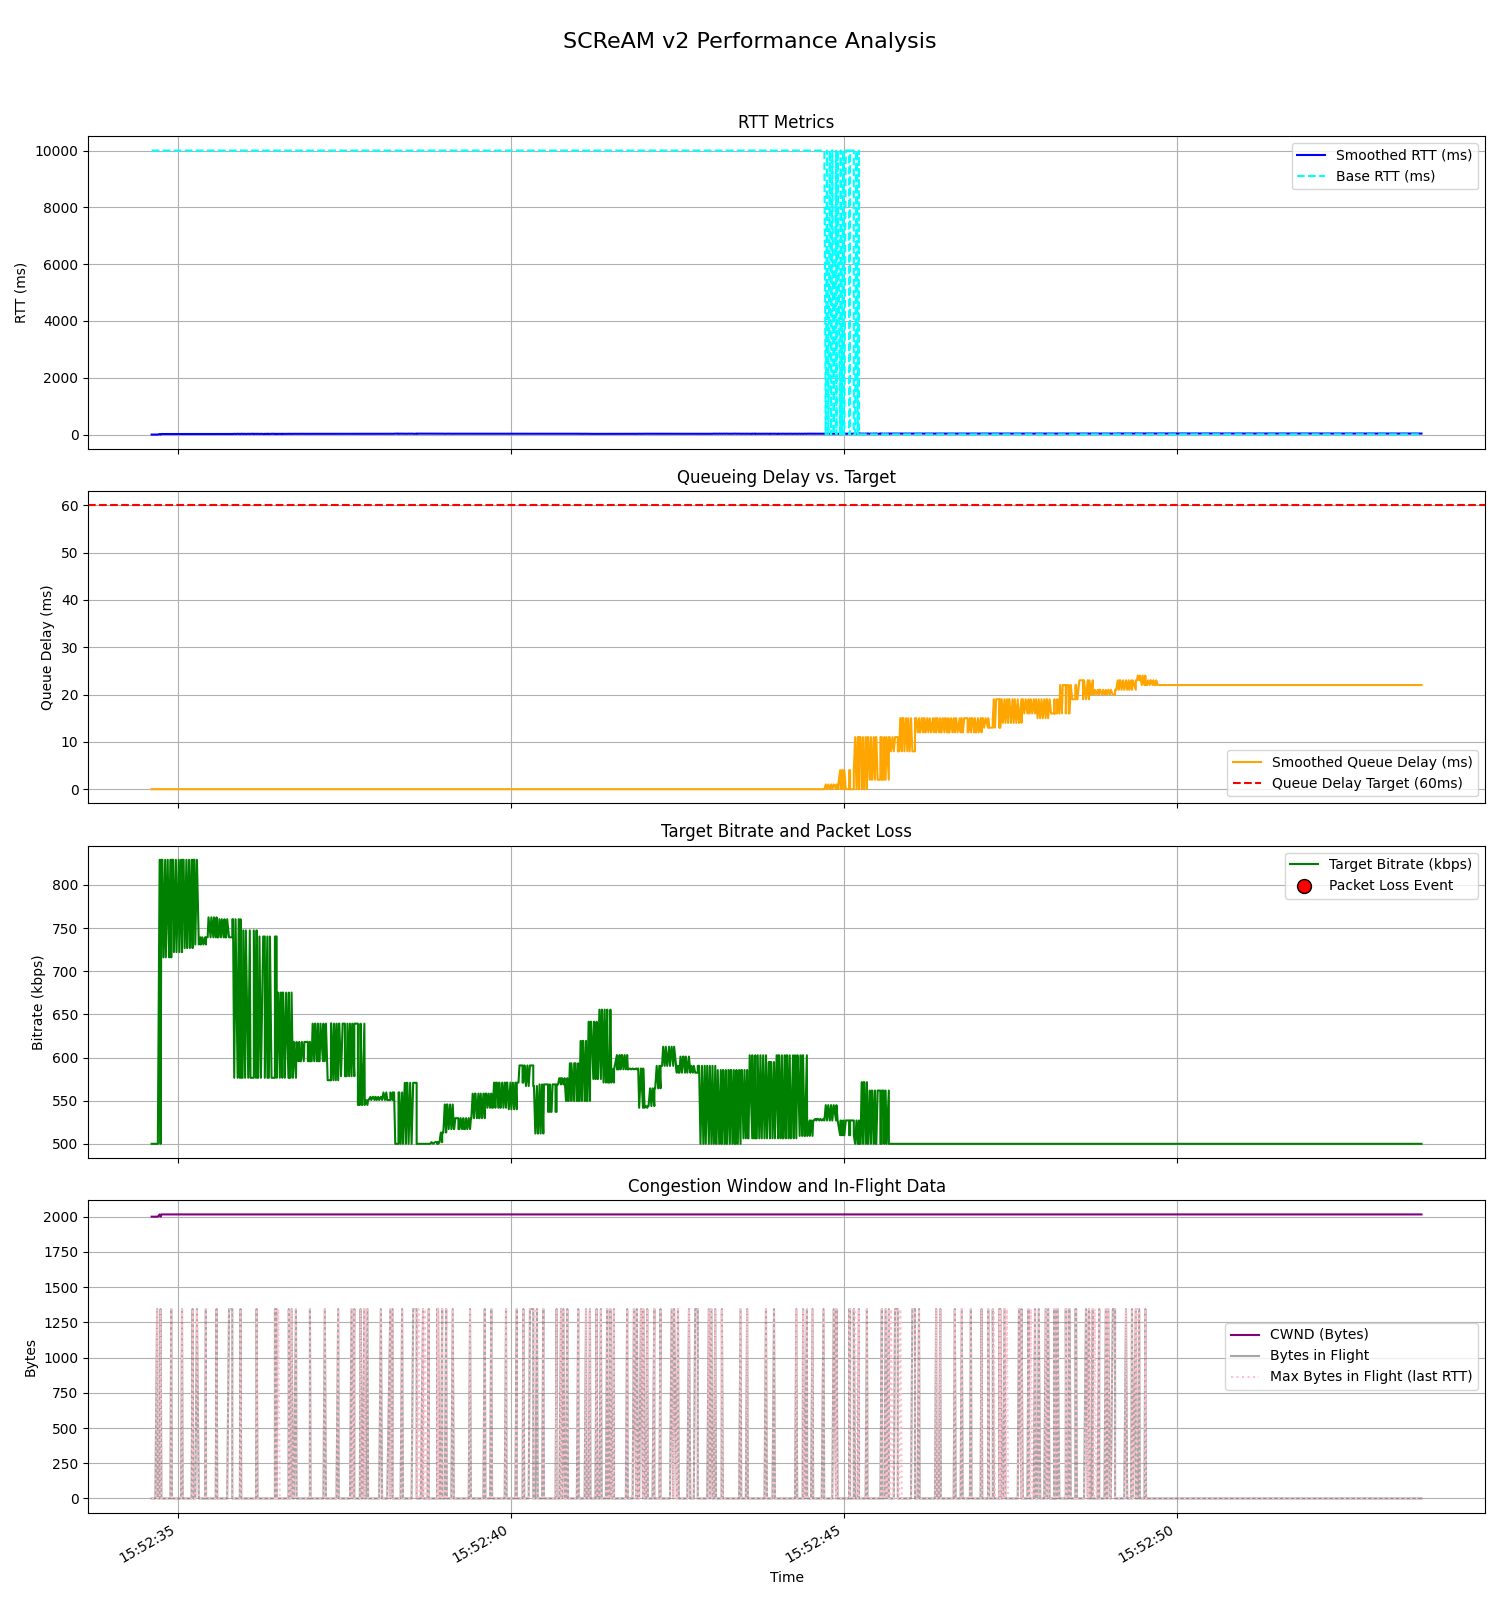 SCReAM v2 Performance Analysis
RTT Metrics
RTT (ms)
10000
8000
6000
4000
2000
0
Smoothed RTT (ms)
Base RTT (ms)
Queueing Delay vs. Target
Queue Delay (ms)
60
50
40
30
20
10
0
Smoothed Queue Delay (ms)
Queue Delay Target (60ms)
Target Bitrate and Packet Loss
Bitrate (kbps)
800
750
700
650
600
550
500
Target Bitrate (kbps)
Packet Loss Event
Congestion Window and In-Flight Data
Bytes
2000
1750
1500
1250
1000
750
500
250
0
CWND (Bytes)
Bytes in Flight
Max Bytes in Flight (last RTT)
15:52:35
15:52:40
15:52:45
15:52:50
Time